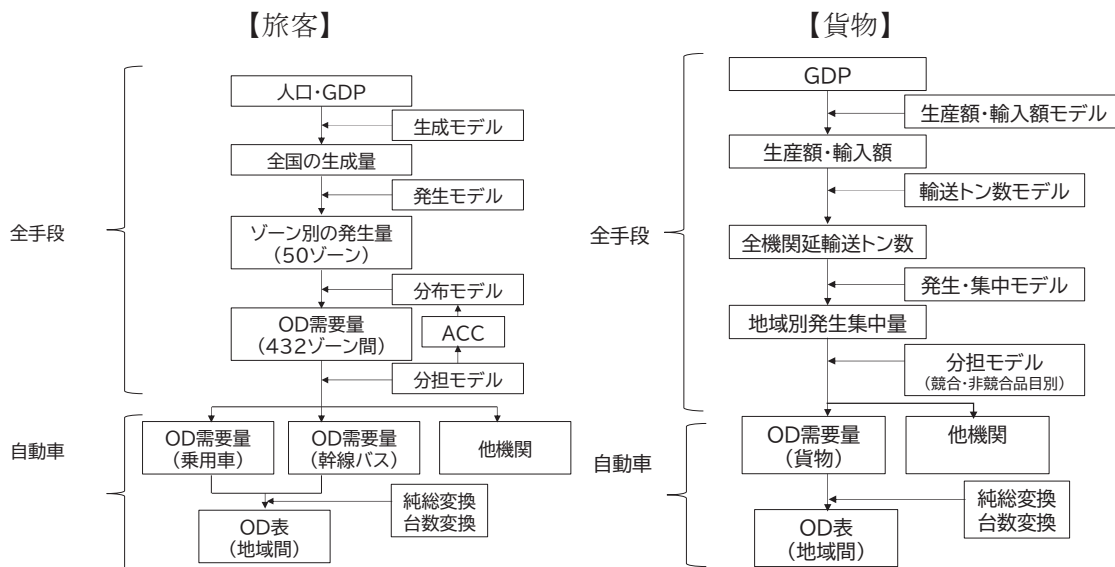 【旅客】
全手段
人口・GDP
生成モデル
全国の生成量
発生モデル
ゾーン別の発生量
(50ゾーン)
分布モデル
OD需要量
(432ゾーン間)
ACC
分担モデル
自動車
OD需要量
(乗用車)
OD需要量
(幹線バス)
他機関
純総変換
台数変換
OD表
(地域間)
【貨物】
全手段
GDP
生産額・輸入額モデル
生産額・輸入額
輸送トン数モデル
全機関延輸送トン数
発生・集中モデル
地域別発生集中量
分担モデル
(競合・非競合品目別)
自動車
OD需要量
(貨物)
他機関
純総変換
台数変換
OD表
(地域間)